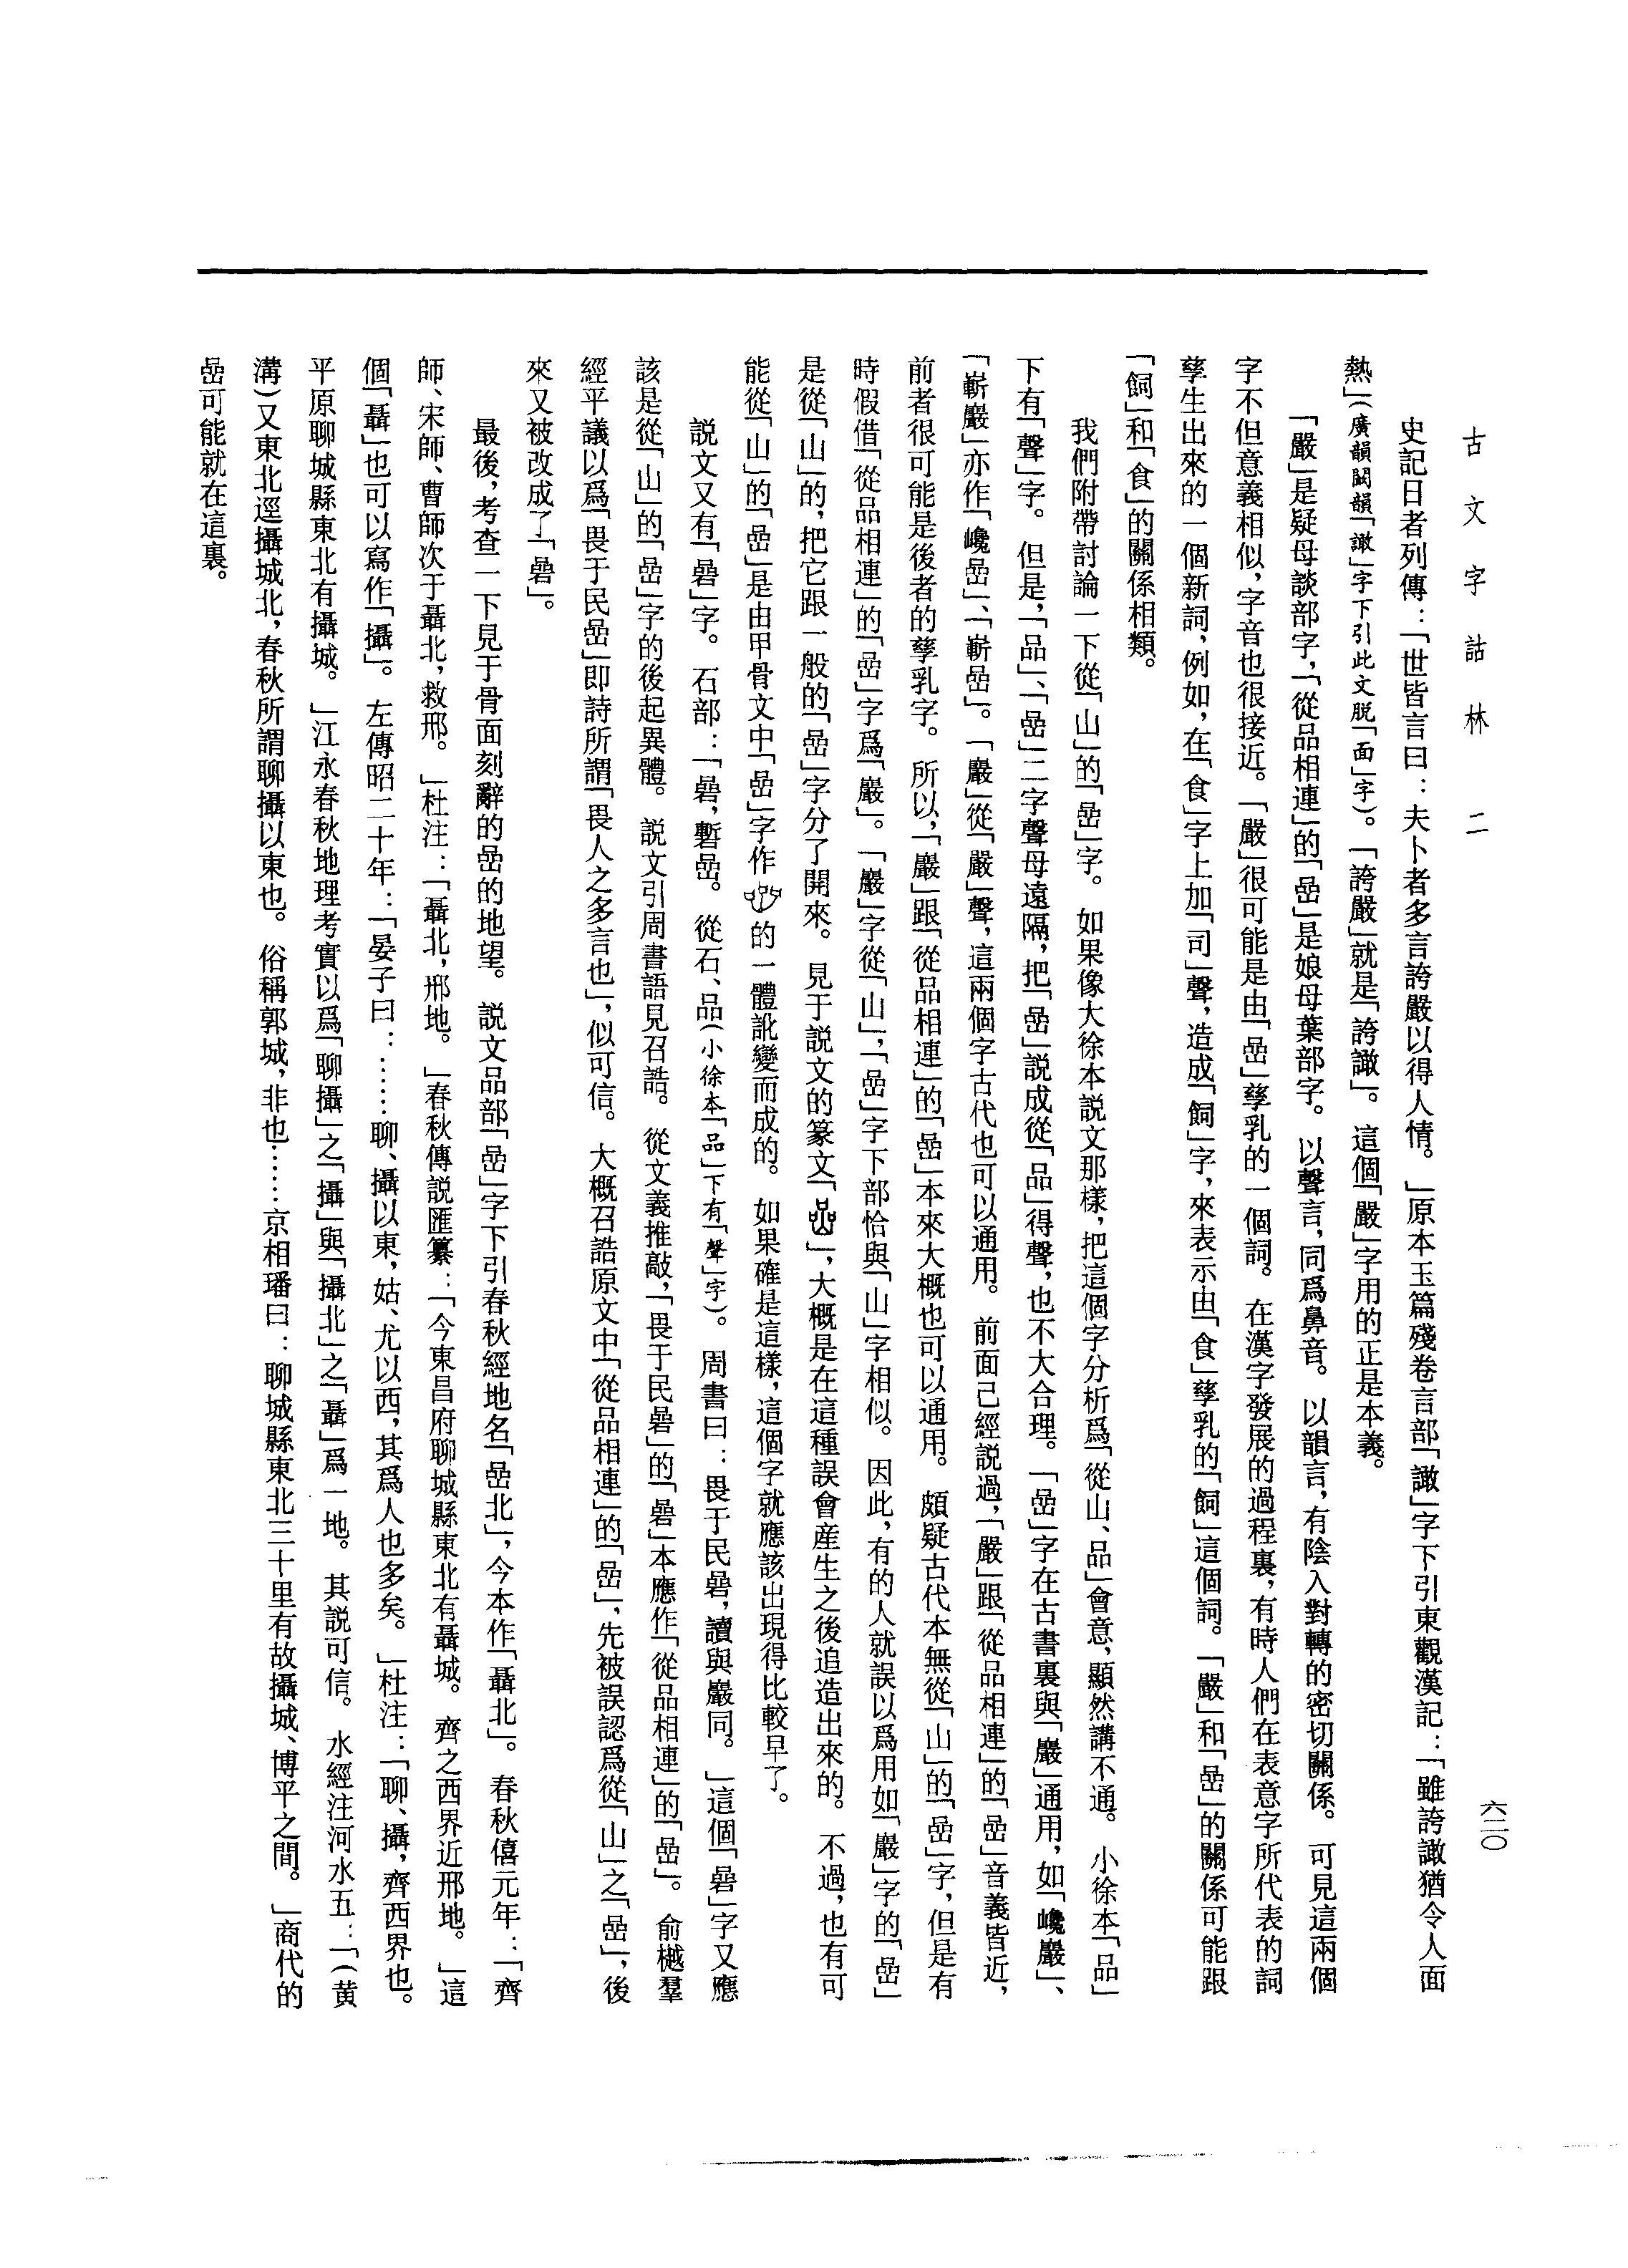 古文字詁林 二
六二〇
史記日者列傳：「世皆言曰：夫卜者多言誇嚴以得人情。」原本玉篇殘卷言部「譀」字下引東觀漢記：「雖誇譀猶令人面
熱」（廣韻闞韻「譀」字下引此文脱「面」字）。「誇嚴」就是「誇譀」。這個「嚴」字用的正是本義。
「嚴」是疑母談部字，「從品相連」的「嵒」是娘母葉部字。以聲言，同爲鼻音。以韻言，有陰入對轉的密切關係。可見這兩個
字不但意義相似，字音也很接近。「嚴」很可能是由「嵒」孳乳的一個詞。在漢字發展的過程裏，有時人們在表意字所代表的詞
孳生出來的一個新詞，例如，在「食」字上加「司」聲，造成「飼」字，來表示由「食」孳乳的「飼」這個詞。「嚴」和「嵒」的關係可能跟
「飼」和「食」的關係相類。
我們附帶討論一下從「山」的「嵒」字。如果像大徐本説文那樣，把這個字分析爲「從山、品」會意，顯然講不通。小徐本「品」
下有「聲」字。但是，「品」、「嵒」二字聲母遠隔，把「嵒」説成從「品」得聲，也不大合理。「嵒」字在古書裏與「巖」通用，如「巉巖」、
「嶄巖」亦作「巉嵒」、「嶄嵒」。「巖」從「嚴」聲，這兩個字古代也可以通用。前面已經説過，「嚴」跟「從品相連」的「嵒」音義皆近，
前者很可能是後者的孳乳字。所以，「巖」跟「從品相連」的「嵒」本來大概也可以通用。頗疑古代本無從「山」的「嵒」字，但是有
時假借「從品相連」的「嵒」字爲「巖」。「巖」字從「山」，「嵒」字下部恰與「山」字相似。因此，有的人就誤以爲用如「巖」字的「嵒」
是從「山」的，把它跟一般的「嵒」字分了開來。見于説文的篆文「」，大概是在這種誤會産生之後追造出來的。不過，也有可
能從「山」的「嵒」是由甲骨文中「嵒」字作的一體訛變而成的。如果確是這樣，這個字就應該出現得比較早了。
説文又有「碞」字。石部：「碞，磛嵒。從石、品（小徐本「品」下有「聲」字）。周書曰：畏于民碞，讀與巖同。」這個「碞」字又應
該是從「山」的「嵒」字的後起異體。説文引周書語見召誥。從文義推敲，「畏于民碞」的「碞」本應作「從品相連」的「嵒」。俞樾羣
經平議以爲「畏于民嵒」即詩所謂「畏人之多言也」，似可信。大概召誥原文中「從品相連」的「嵒」，先被誤認爲從「山」之「嵒」，後
來又被改成了「碞」。
最後，考查一下見于骨面刻辭的嵒的地望。説文品部「嵒」字下引春秋經地名「嵒北」，今本作「聶北」。春秋僖元年：「齊
師、宋師、曹師次于聶北，救邢。」杜注：「聶北，邢地。」春秋傳説匯纂：「今東昌府聊城縣東北有聶城。齊之西界近邢地。」這
個「聶」也可以寫作「攝」。左傳昭二十年：「晏子曰：……聊、攝以東，姑、尤以西，其爲人也多矣。」杜注：「聊、攝，齊西界也。
平原聊城縣東北有攝城。」江永春秋地理考實以爲「聊攝」之「攝」與「攝北」之「聶」爲一地。其説可信。水經注河水五：「（黄
溝）又東北逕攝城北，春秋所謂聊攝以東也。俗稱郭城，非也……京相璠曰：聊城縣東北三十里有故攝城、博平之間。」商代的
嵒可能就在這裏。